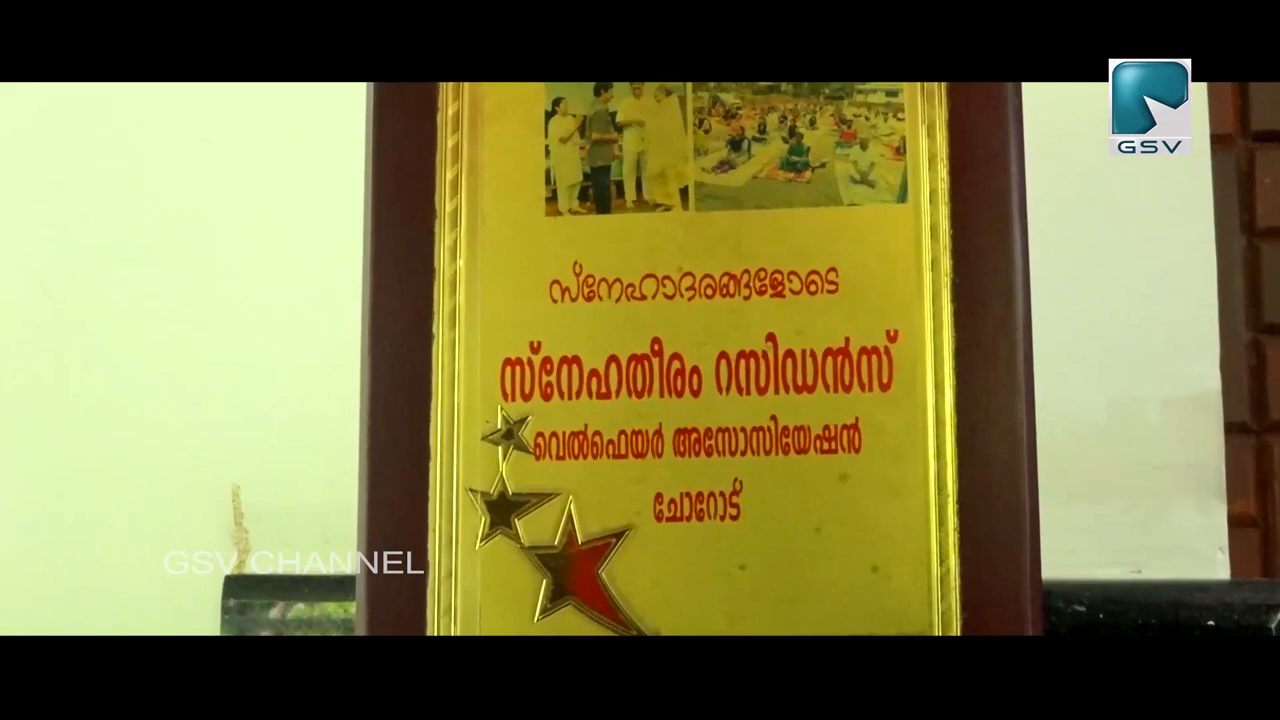 GSV
സ്നേഹാദരങ്ങളോടെ
സ്നേഹതീരം റസിഡൻസ്
വെൽഫെയർ അസോസിയേഷൻ
ചോറോട്
GSV CHANNEL